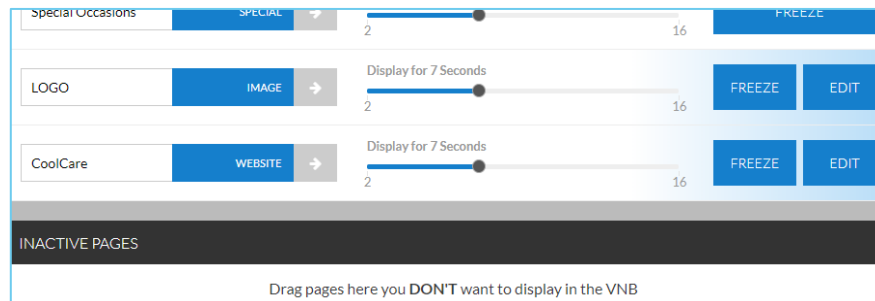 Special Occasions SPECIAL FREEZE
2 16
Display for 7 Seconds
LOGO IMAGE FREEZE EDIT
2 16
Display for 7 Seconds
CoolCare WEBSITE FREEZE EDIT
2 16
INACTIVE PAGES
Drag pages here you DON'T want to display in the VNB